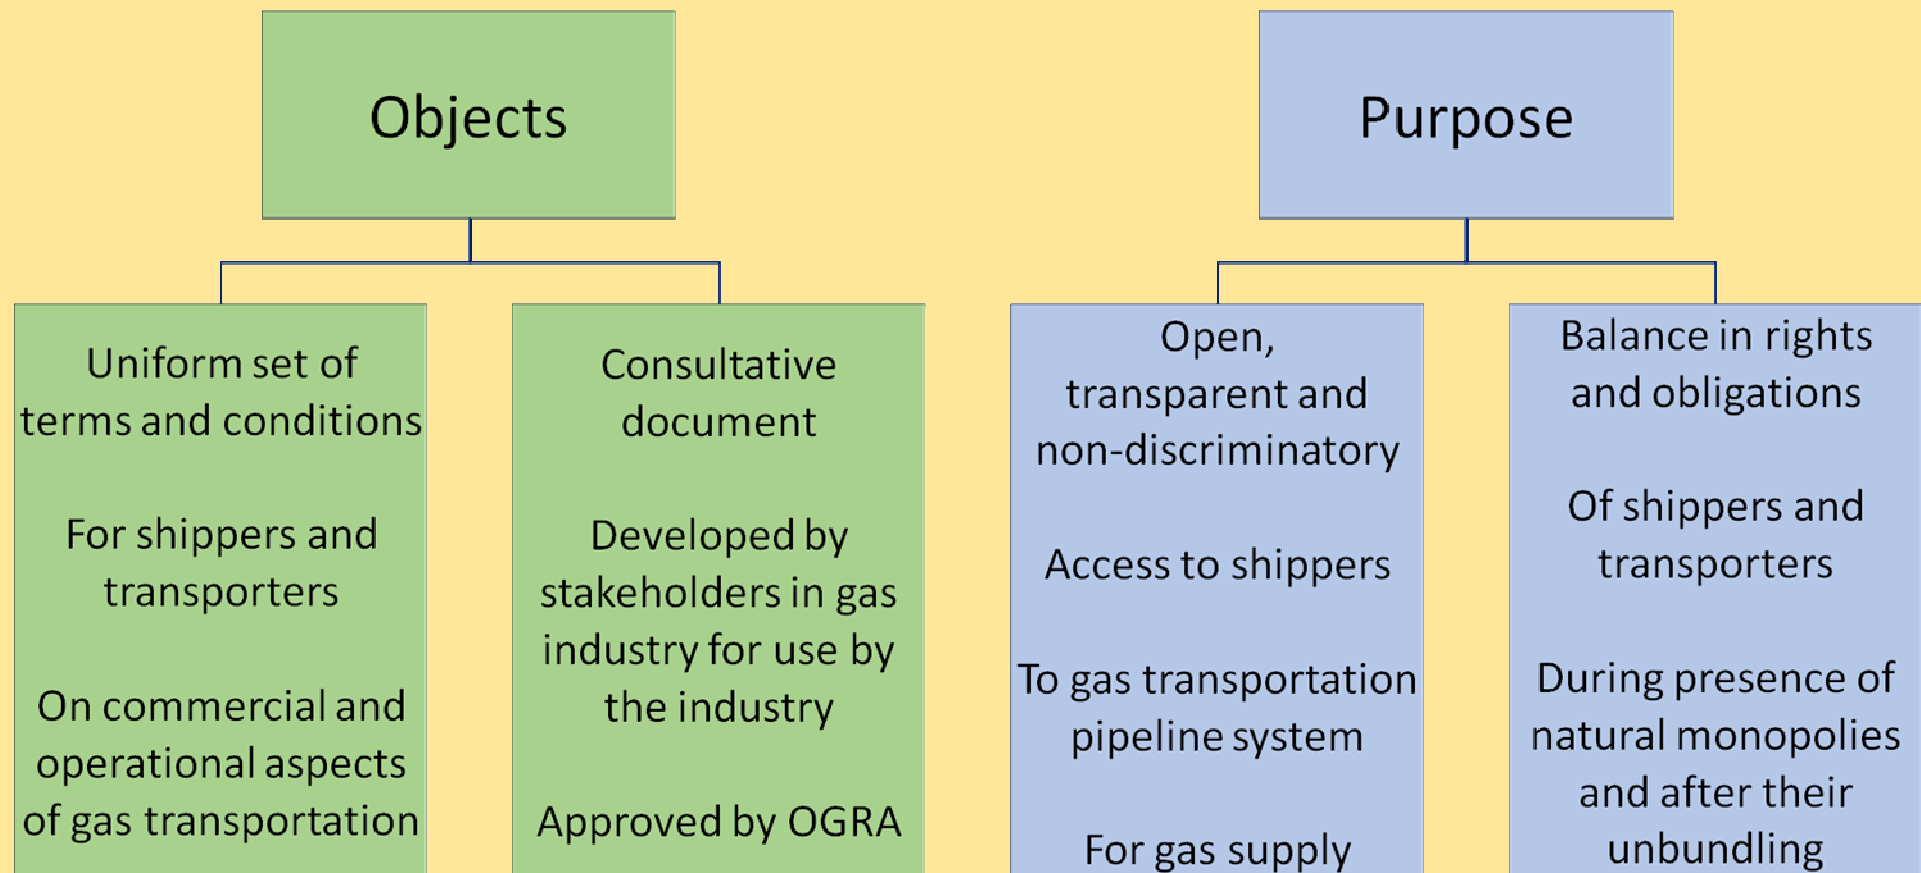 Objects
Uniform set of
terms and conditions
For shippers and
transporters
On commercial and
operational aspects
of gas transportation
Consultative
document
Developed by
stakeholders in gas
industry for use by
the industry
Approved by OGRA
Purpose
Open,
transparent and
non-discriminatory
Access to shippers
To gas transportation
pipeline system
For gas supply
Balance in rights
and obligations
Of shippers and
transporters
During presence of
natural monopolies
and after their
unbundling